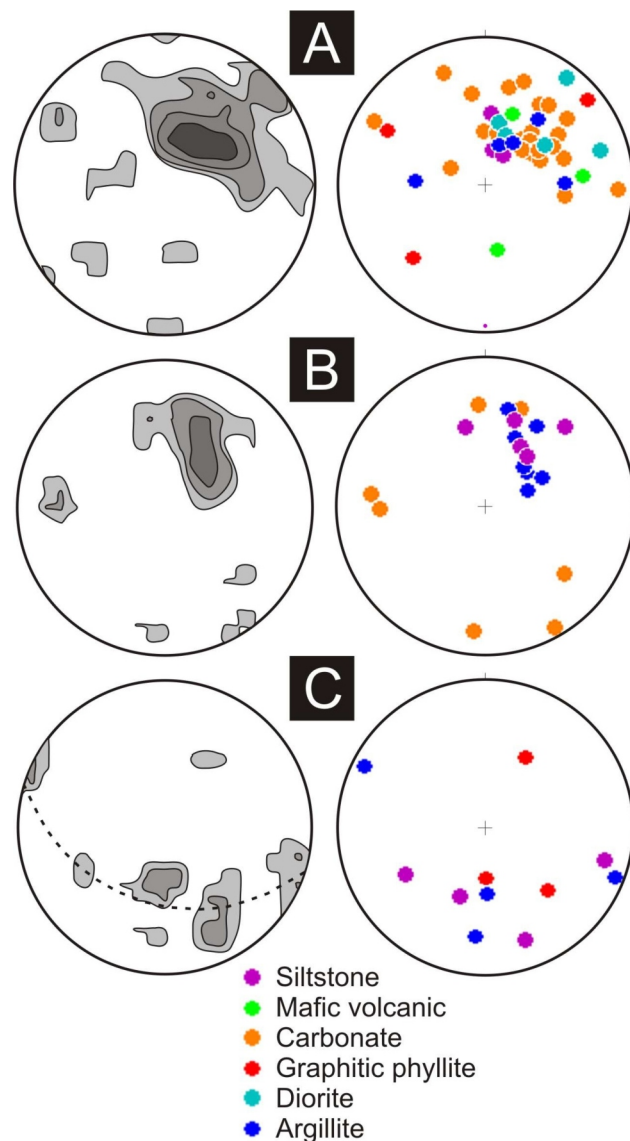 A
B
C
Siltstone
Mafic volcanic
Carbonate
Graphitic phyllite
Diorite
Argillite